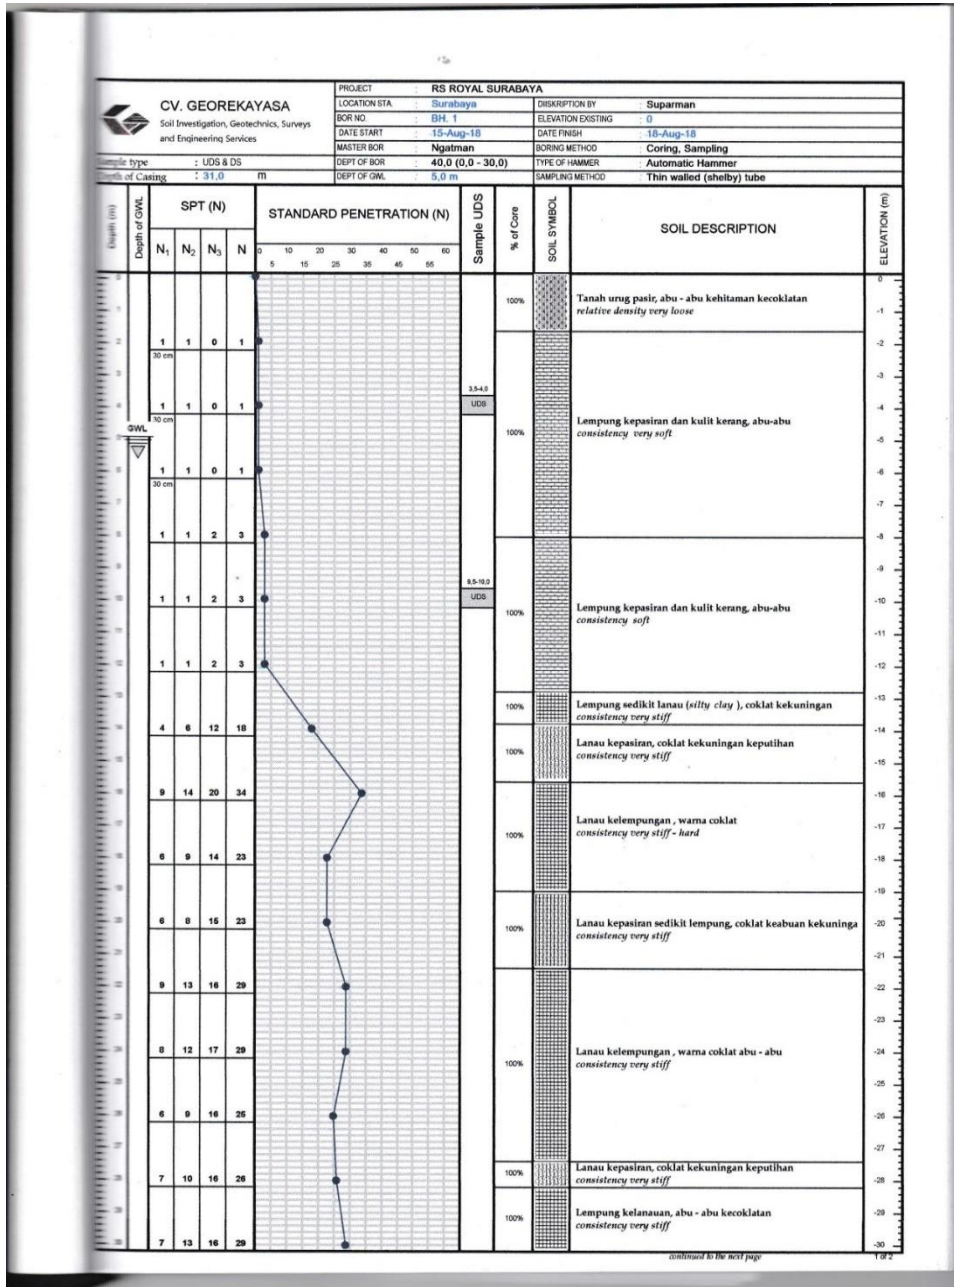 CV. GEOREKAYASA
Soil Investigation, Geotechnics, Surveys
and Engineering Services
PROJECT : RS ROYAL SURABAYA
LOCATION STA. : Surabaya DIISKRIPTION BY : Suparman
BOR NO. : BH. 1 ELEVATION EXISTING : 0
DATE START : 15-Aug-18 DATE FINISH : 18-Aug-18
MASTER BOR : Ngatman BORING METHOD : Coring, Sampling
Sample type : UDS & DS DEPT OF BOR : 40,0 (0,0 - 30,0) TYPE OF HAMMER : Automatic Hammer
Depth of Casing : 31,0 m DEPT OF GWL : 5,0 m SAMPLING METHOD : Thin walled (shelby) tube
Depth (m) Depth of GWL SPT (N) STANDARD PENETRATION (N) Sample UDS % of Core SOIL SYMBOL SOIL DESCRIPTION ELEVATION (m)
N1 N2 N3 N
0 10 20 30 40 50 60
5 15 25 35 45 55
0
100% Tanah urug pasir, abu - abu kehitaman kecoklatan
relative density very loose
-1
1 1 0 1 -2
30 cm
-3
3,5-4,0
1 1 0 1 UDS -4
30 cm
GWL
100% Lempung kepasiran dan kulit kerang, abu-abu
consistency very soft
-5
1 1 0 1 -6
30 cm
-7
1 1 2 3 -8
-9
9,5-10,0
1 1 2 3 UDS -10
100% Lempung kepasiran dan kulit kerang, abu-abu
consistency soft
-11
1 1 2 3 -12
-13
100% Lempung sedikit lanau (silty clay ), coklat kekuningan
consistency very stiff
4 6 12 18 -14
100% Lanau kepasiran, coklat kekuningan keputihan
consistency very stiff
-15
9 14 20 34 -16
100% Lanau kelempungan , warna coklat
consistency very stiff - hard
-17
6 9 14 23 -18
-19
6 8 15 23 -20
100% Lanau kepasiran sedikit lempung, coklat keabuan kekuninga
consistency very stiff
-21
9 13 16 29 -22
-23
8 12 17 29 -24
100% Lanau kelempungan , warna coklat abu - abu
consistency very stiff
-25
6 9 16 25 -26
-27
100% Lanau kepasiran, coklat kekuningan keputihan
consistency very stiff
7 10 16 26 -28
100% Lempung kelanauan, abu - abu kecoklatan
consistency very stiff
-29
7 13 16 29 -30
continued to the next page 1 of 2